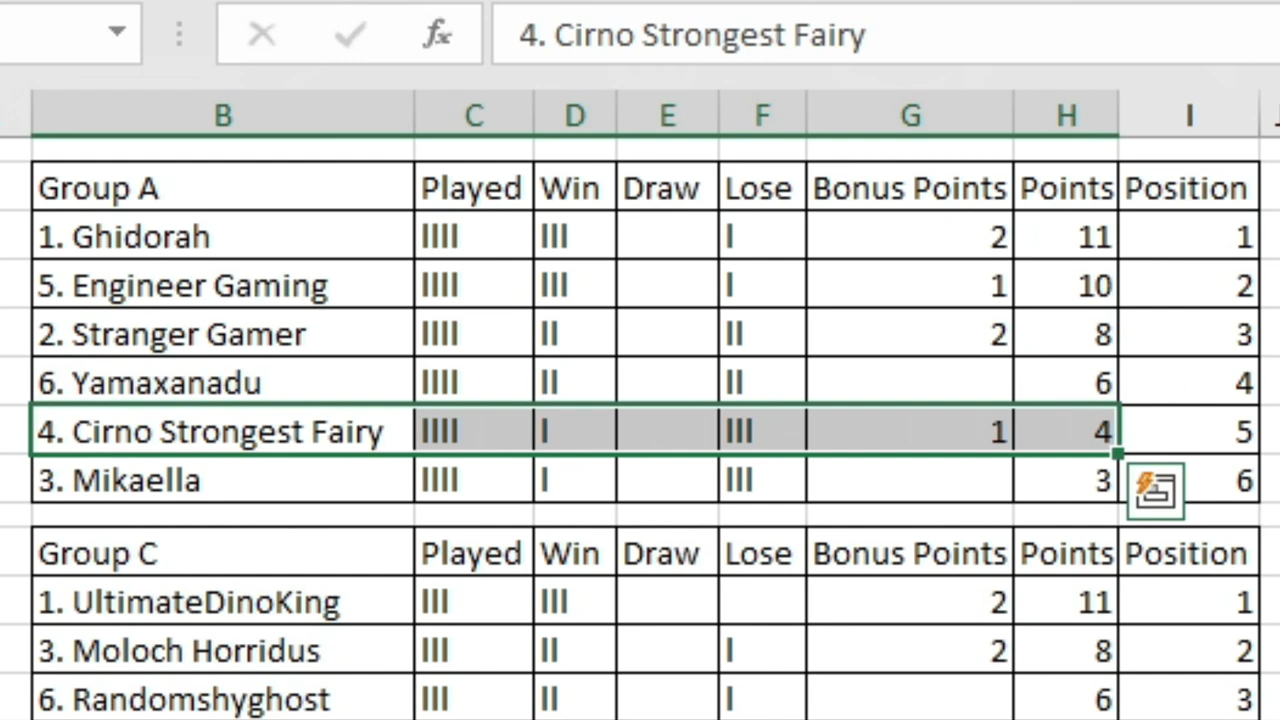 4. Cirno Strongest Fairy
B C D E F G H I
Group A Played Win Draw Lose Bonus Points Points Position
1. Ghidorah IIII III I 2 11 1
5. Engineer Gaming IIII III I 1 10 2
2. Stranger Gamer IIII II II 2 8 3
6. Yamaxanadu IIII II II 6 4
4. Cirno Strongest Fairy IIII I III 1 4 5
3. Mikaella IIII I III 3 6
Group C Played Win Draw Lose Bonus Points Points Position
1. UltimateDinoKing III III 2 11 1
3. Moloch Horridus III II I 2 8 2
6. Randomshyghost III II I 6 3